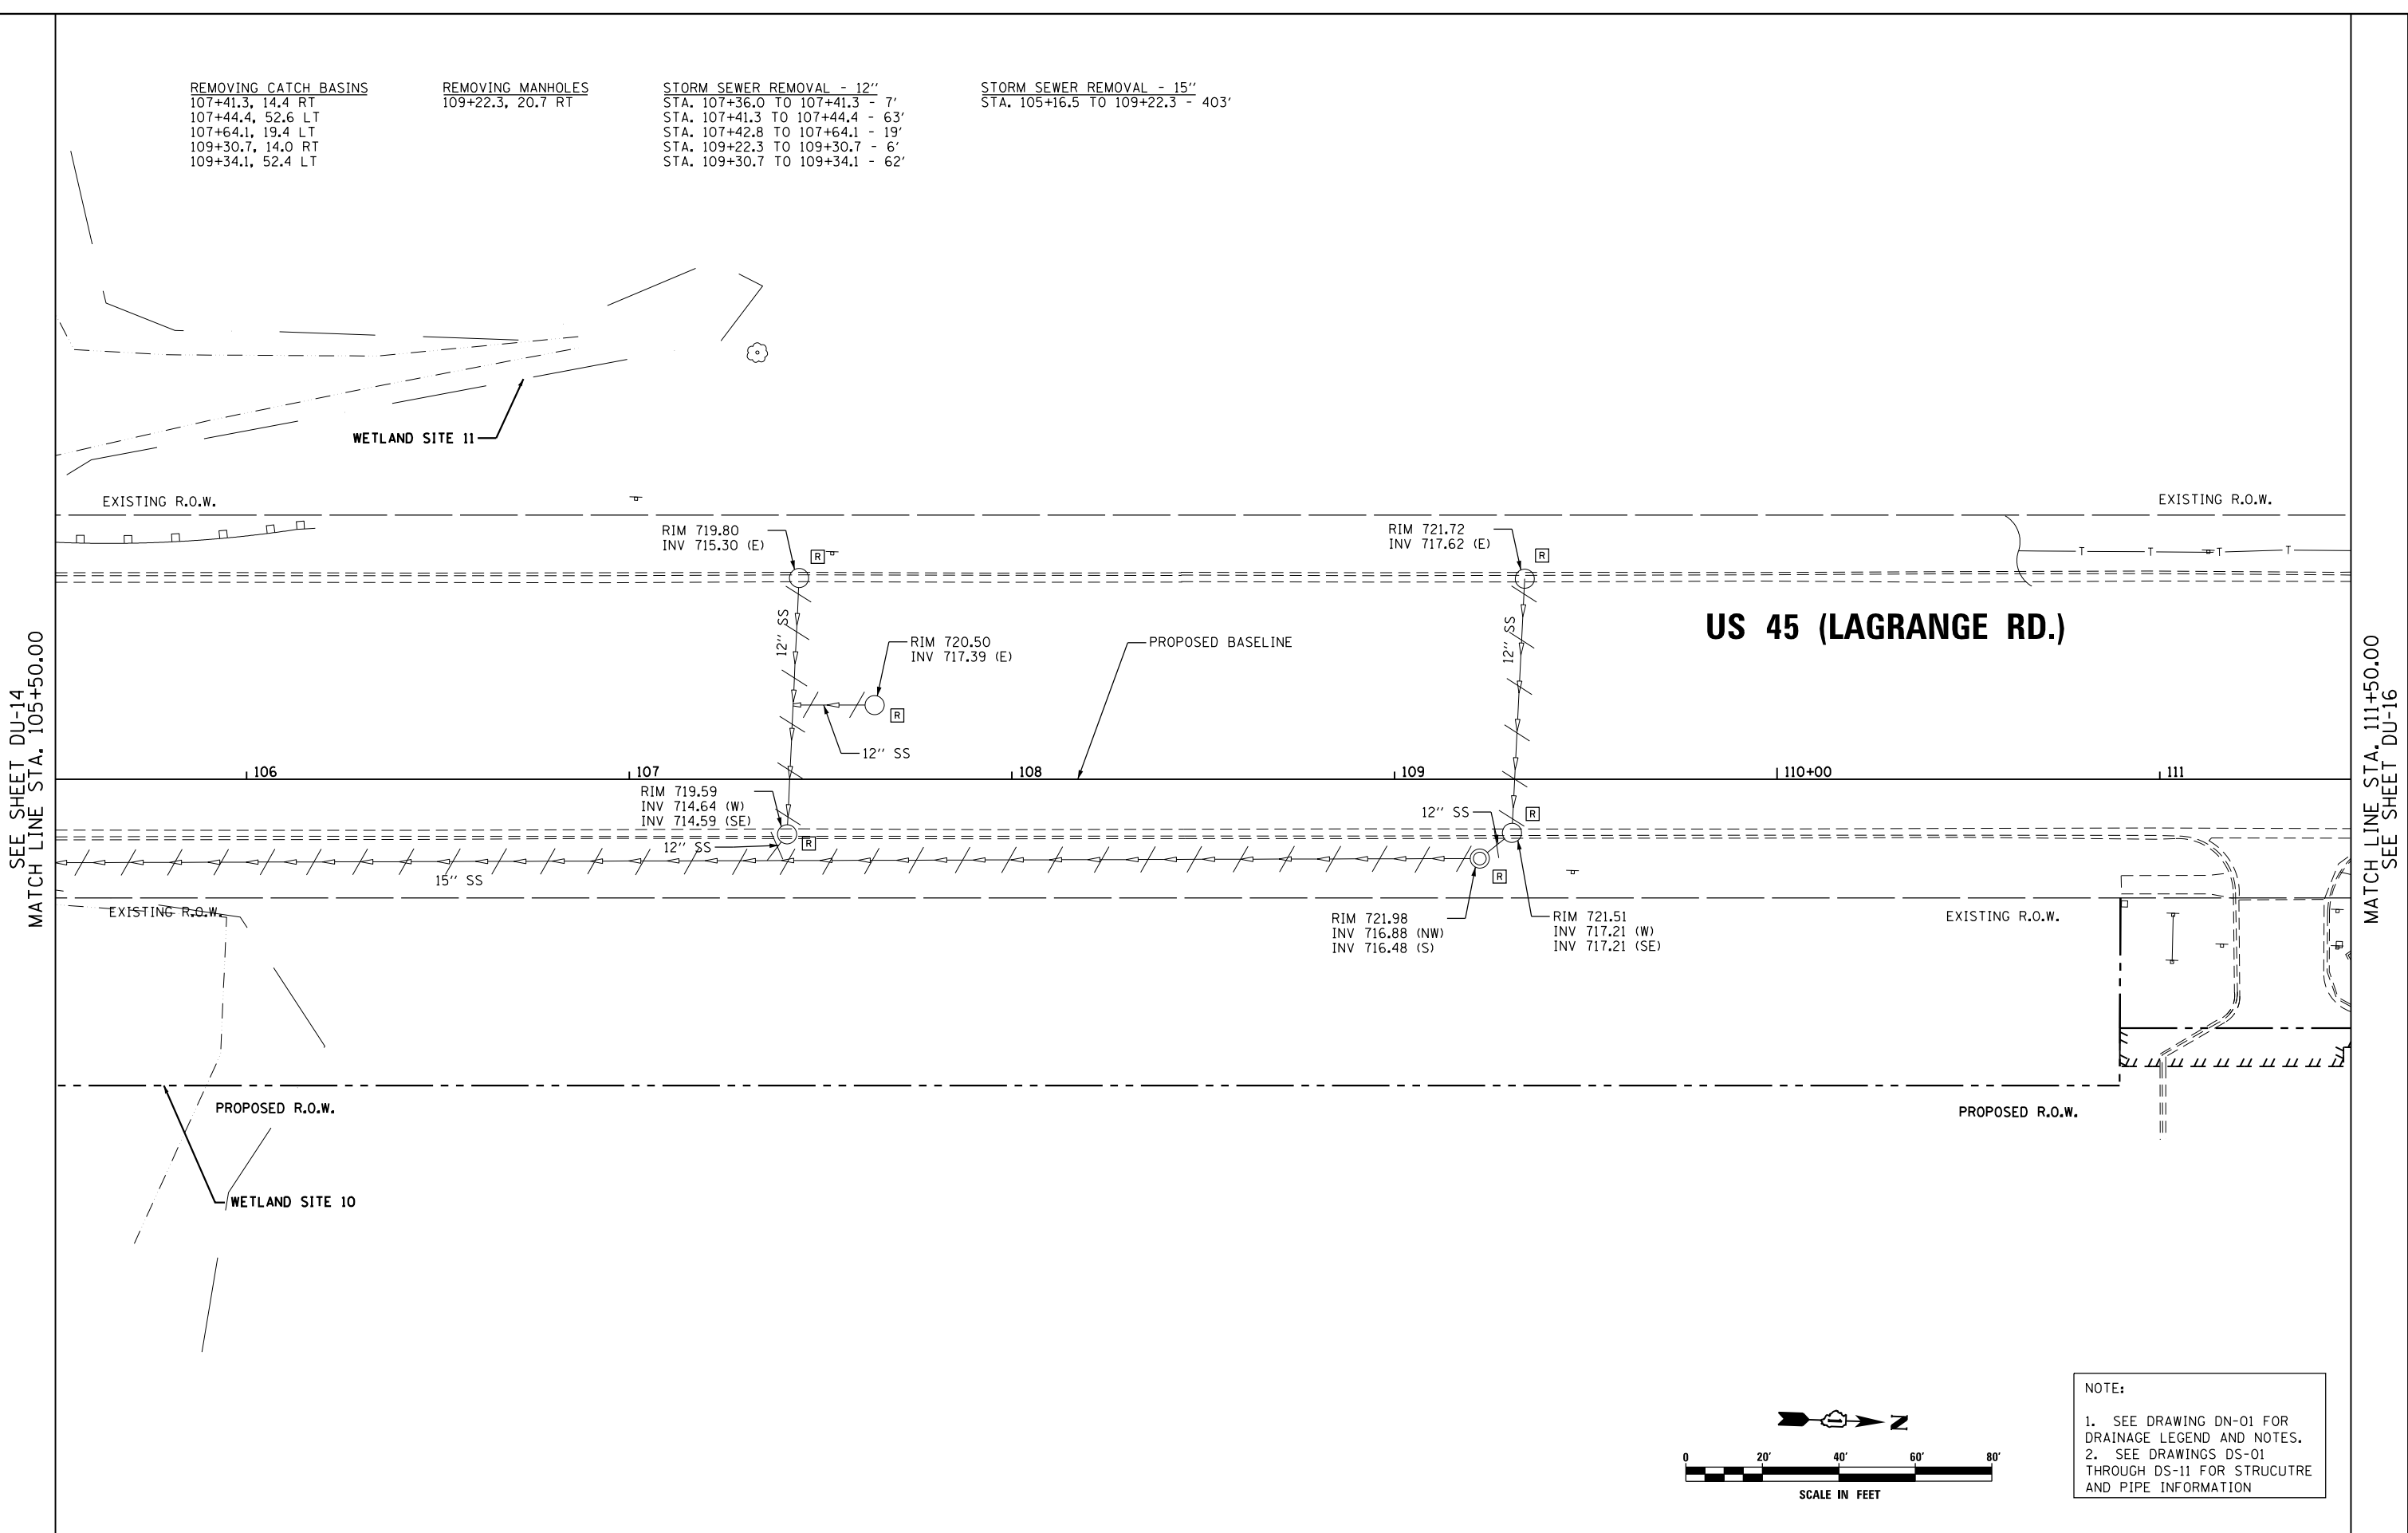 REMOVING CATCH BASINS
107+41.3, 14.4 RT
107+44.4, 52.6 LT
107+64.1, 19.4 LT
109+30.7, 14.0 RT
109+34.1, 52.4 LT
REMOVING MANHOLES
109+22.3, 20.7 RT
STORM SEWER REMOVAL - 12''
STA. 107+36.0 TO 107+41.3 - 7'
STA. 107+41.3 TO 107+44.4 - 63'
STA. 107+42.8 TO 107+64.1 - 19'
STA. 109+22.3 TO 109+30.7 - 6'
STA. 109+30.7 TO 109+34.1 - 62'
STORM SEWER REMOVAL - 15''
STA. 105+16.5 TO 109+22.3 - 403'
WETLAND SITE 11
EXISTING R.O.W.
EXISTING R.O.W.
RIM 719.80
INV 715.30 (E)
R
RIM 721.72
INV 717.62 (E)
R
12'' SS
12'' SS
US 45 (LAGRANGE RD.)
RIM 720.50
INV 717.39 (E)
R
12'' SS
PROPOSED BASELINE
SEE SHEET DU-14
MATCH LINE STA. 105+50.00
MATCH LINE STA. 111+50.00
SEE SHEET DU-16
106
107
108
109
110+00
111
RIM 719.59
INV 714.64 (W)
INV 714.59 (SE)
12'' SS
R
12'' SS
R
15'' SS
R
EXISTING R.O.W.
RIM 721.98
INV 716.88 (NW)
INV 716.48 (S)
RIM 721.51
INV 717.21 (W)
INV 717.21 (SE)
EXISTING R.O.W.
T
T
T
T
PROPOSED R.O.W.
PROPOSED R.O.W.
WETLAND SITE 10
N
0 20' 40' 60' 80'
SCALE IN FEET
NOTE:
1. SEE DRAWING DN-01 FOR
DRAINAGE LEGEND AND NOTES.
2. SEE DRAWINGS DS-01
THROUGH DS-11 FOR STRUCUTRE
AND PIPE INFORMATION